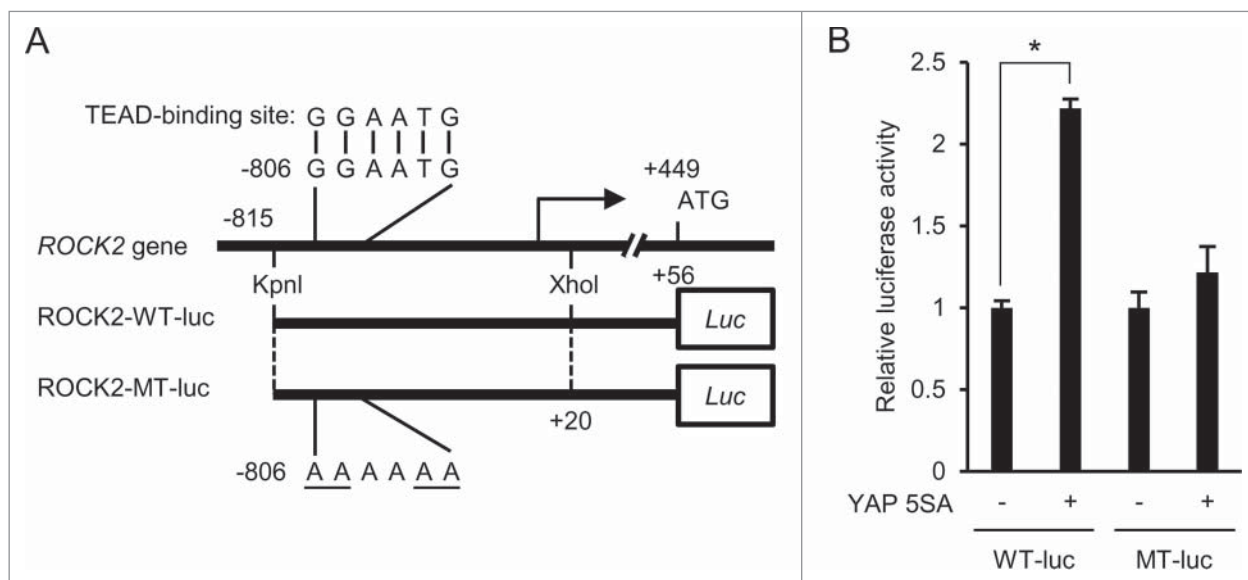 A
TEAD-binding site: G G A A T G
-806 G G A A T G
+449
ATG
-815
ROCK2 gene
KpnI XhoI
+56
ROCK2-WT-luc
Luc
ROCK2-MT-luc
Luc
+20
-806 A A A A A A
B
*
Relative luciferase activity
2.5
2
1.5
1
0.5
0
YAP 5SA - + - +
WT-luc MT-luc